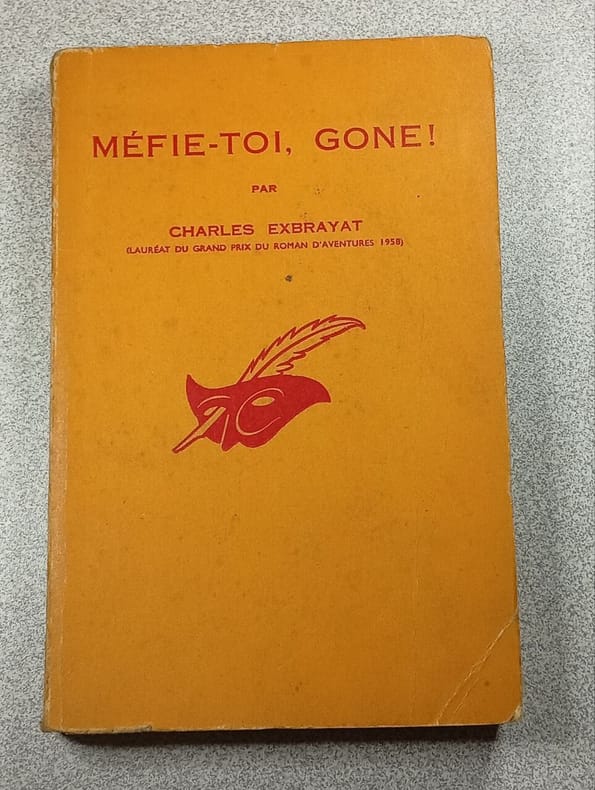 MÉFIE-TOI, GONE!
PAR
CHARLES EXBRAYAT
(LAURÉAT DU GRAND PRIX DU ROMAN D'AVENTURES 1958)